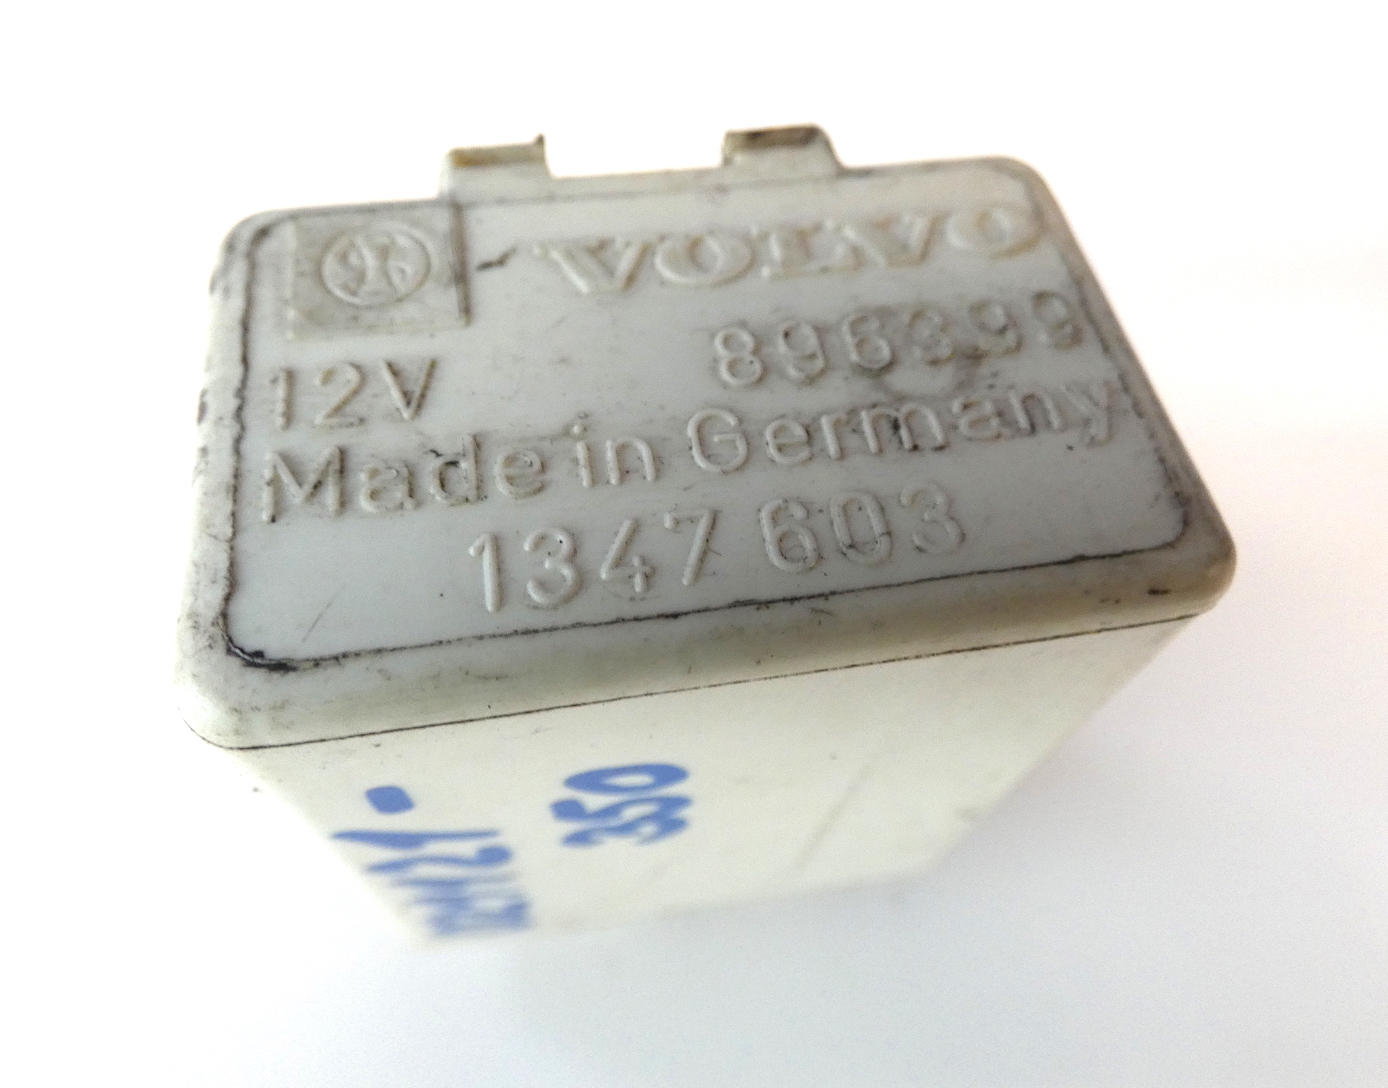 VOLVO
12V 896399
Made in Germany
1347 603
350